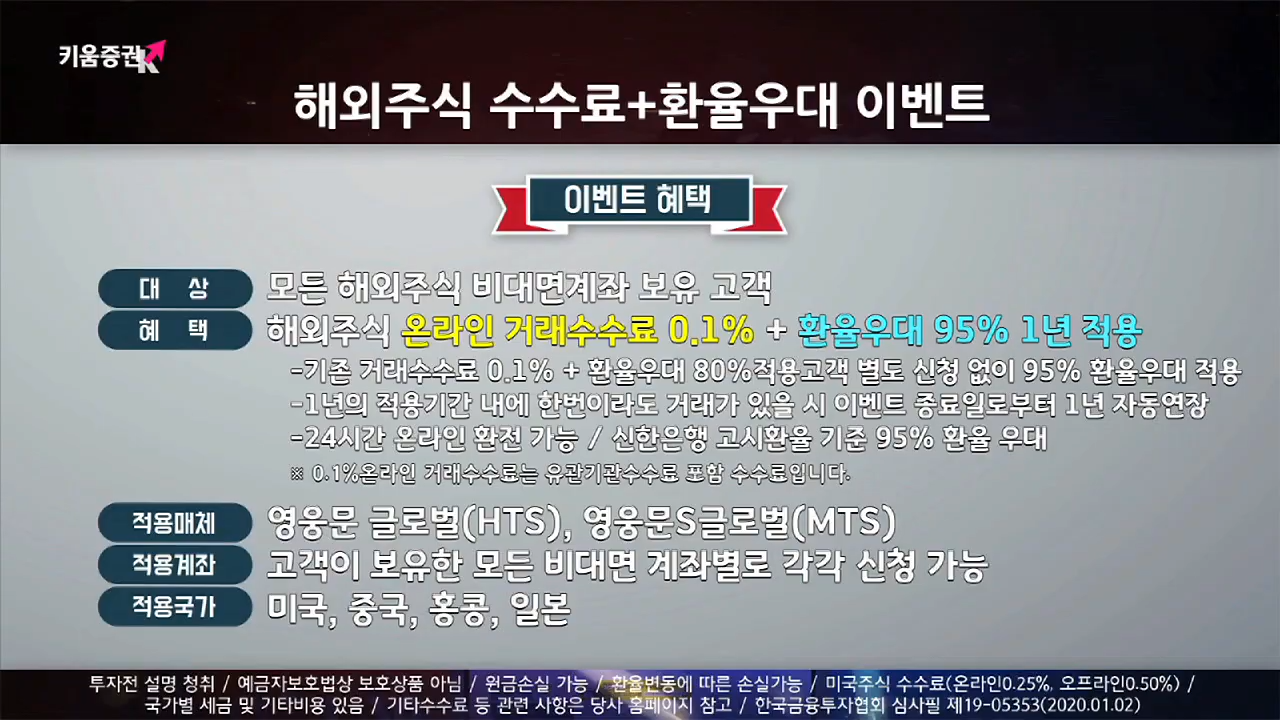 키움증권
해외주식 수수료+환율우대 이벤트
이벤트 혜택
대 상 모든 해외주식 비대면계좌 보유 고객
혜 택 해외주식 온라인 거래수수료 0.1% + 환율우대 95% 1년 적용
-기존 거래수수료 0.1% + 환율우대 80%적용고객 별도 신청 없이 95% 환율우대 적용
-1년의 적용기간 내에 한번이라도 거래가 있을 시 이벤트 종료일로부터 1년 자동연장
-24시간 온라인 환전 가능 / 신한은행 고시환율 기준 95% 환율 우대
※ 0.1%온라인 거래수수료는 유관기관수수료 포함 수수료입니다.
적용매체 영웅문 글로벌(HTS), 영웅문S글로벌(MTS)
적용계좌 고객이 보유한 모든 비대면 계좌별로 각각 신청 가능
적용국가 미국, 중국, 홍콩, 일본
투자전 설명 청취 / 예금자보호법상 보호상품 아님 / 원금손실 가능 / 환율변동에 따른 손실가능 / 미국주식 수수료(온라인0.25%, 오프라인0.50%) /
국가별 세금 및 기타비용 있음 / 기타수수료 등 관련 사항은 당사 홈페이지 참고 / 한국금융투자협회 심사필 제19-05353(2020.01.02)